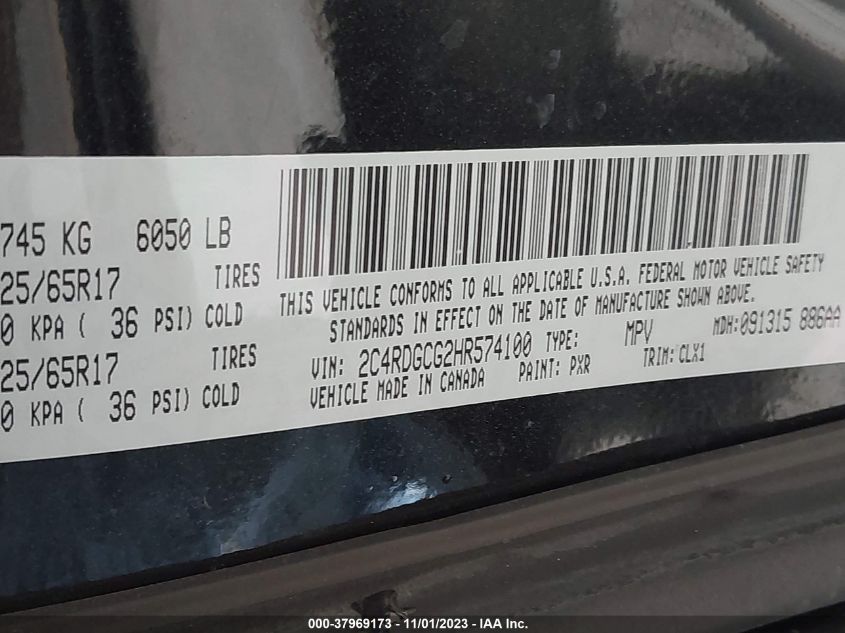 745 KG 6050 LB
25/65R17 TIRES
0 KPA ( 36 PSI) COLD
25/65R17 TIRES
0 KPA ( 36 PSI) COLD
THIS VEHICLE CONFORMS TO ALL APPLICABLE U.S.A. FEDERAL MOTOR VEHICLE SAFETY
STANDARDS IN EFFECT ON THE DATE OF MANUFACTURE SHOWN ABOVE.
VIN: 2C4RDGCG2HR574100 TYPE: MPV MDH:091315 886AA
VEHICLE MADE IN CANADA PAINT: PXR TRIM:CLX1
000-37969173 - 11/01/2023 - IAA Inc.